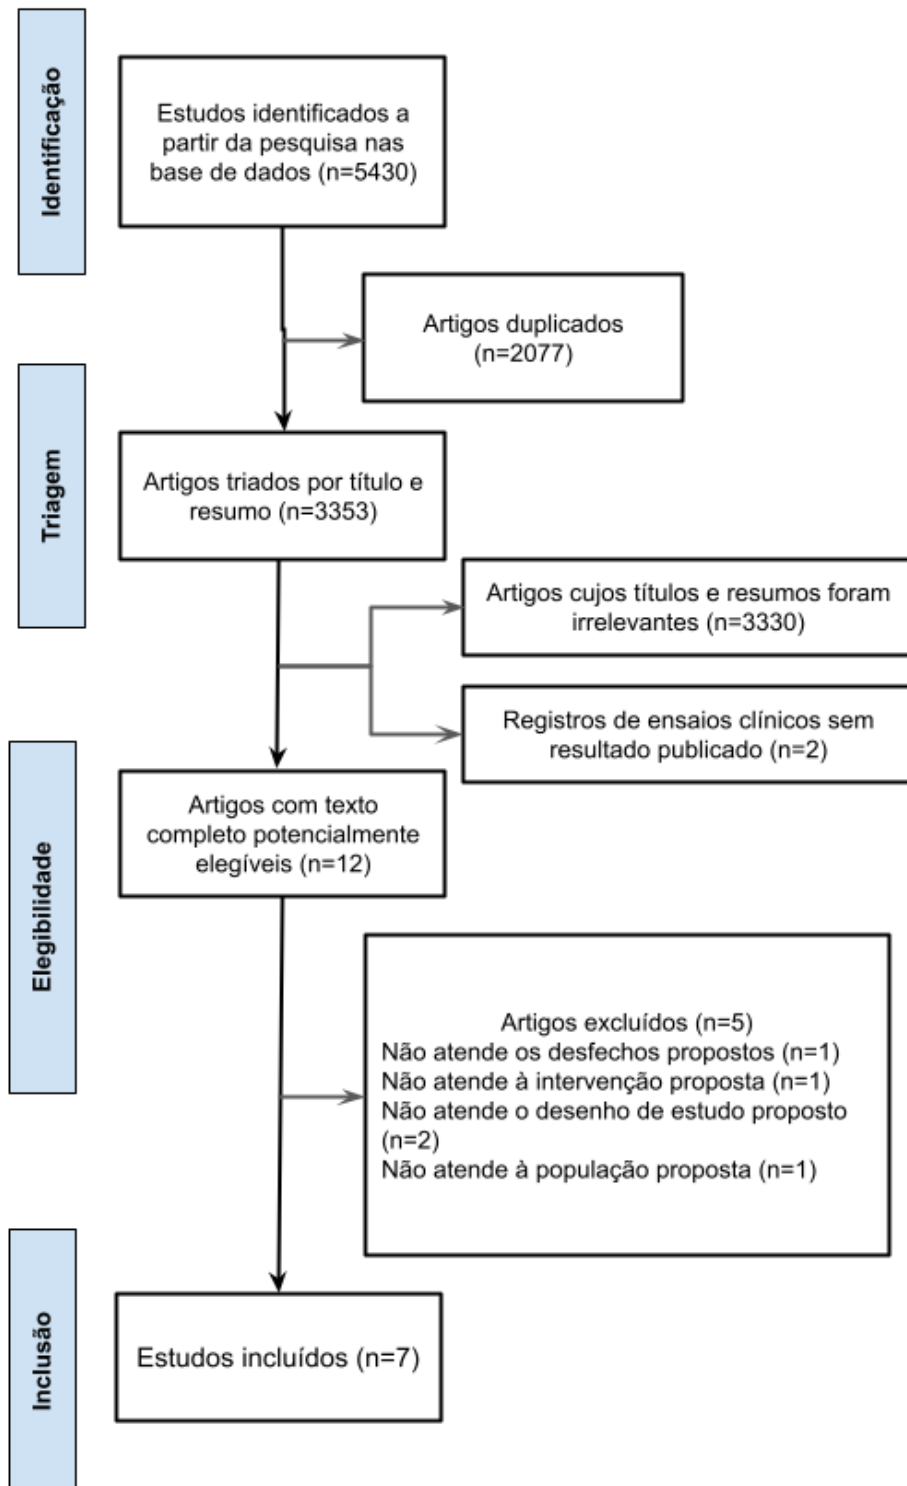 Identificação
Estudos identificados a
partir da pesquisa nas
base de dados (n=5430)
Artigos duplicados
(n=2077)
Triagem
Artigos triados por título e
resumo (n=3353)
Artigos cujos títulos e resumos foram
irrelevantes (n=3330)
Registros de ensaios clínicos sem
resultado publicado (n=2)
Elegibilidade
Artigos com texto
completo potencialmente
elegíveis (n=12)
Artigos excluídos (n=5)
Não atende os desfechos propostos (n=1)
Não atende à intervenção proposta (n=1)
Não atende o desenho de estudo proposto
(n=2)
Não atende à população proposta (n=1)
Inclusão
Estudos incluídos (n=7)